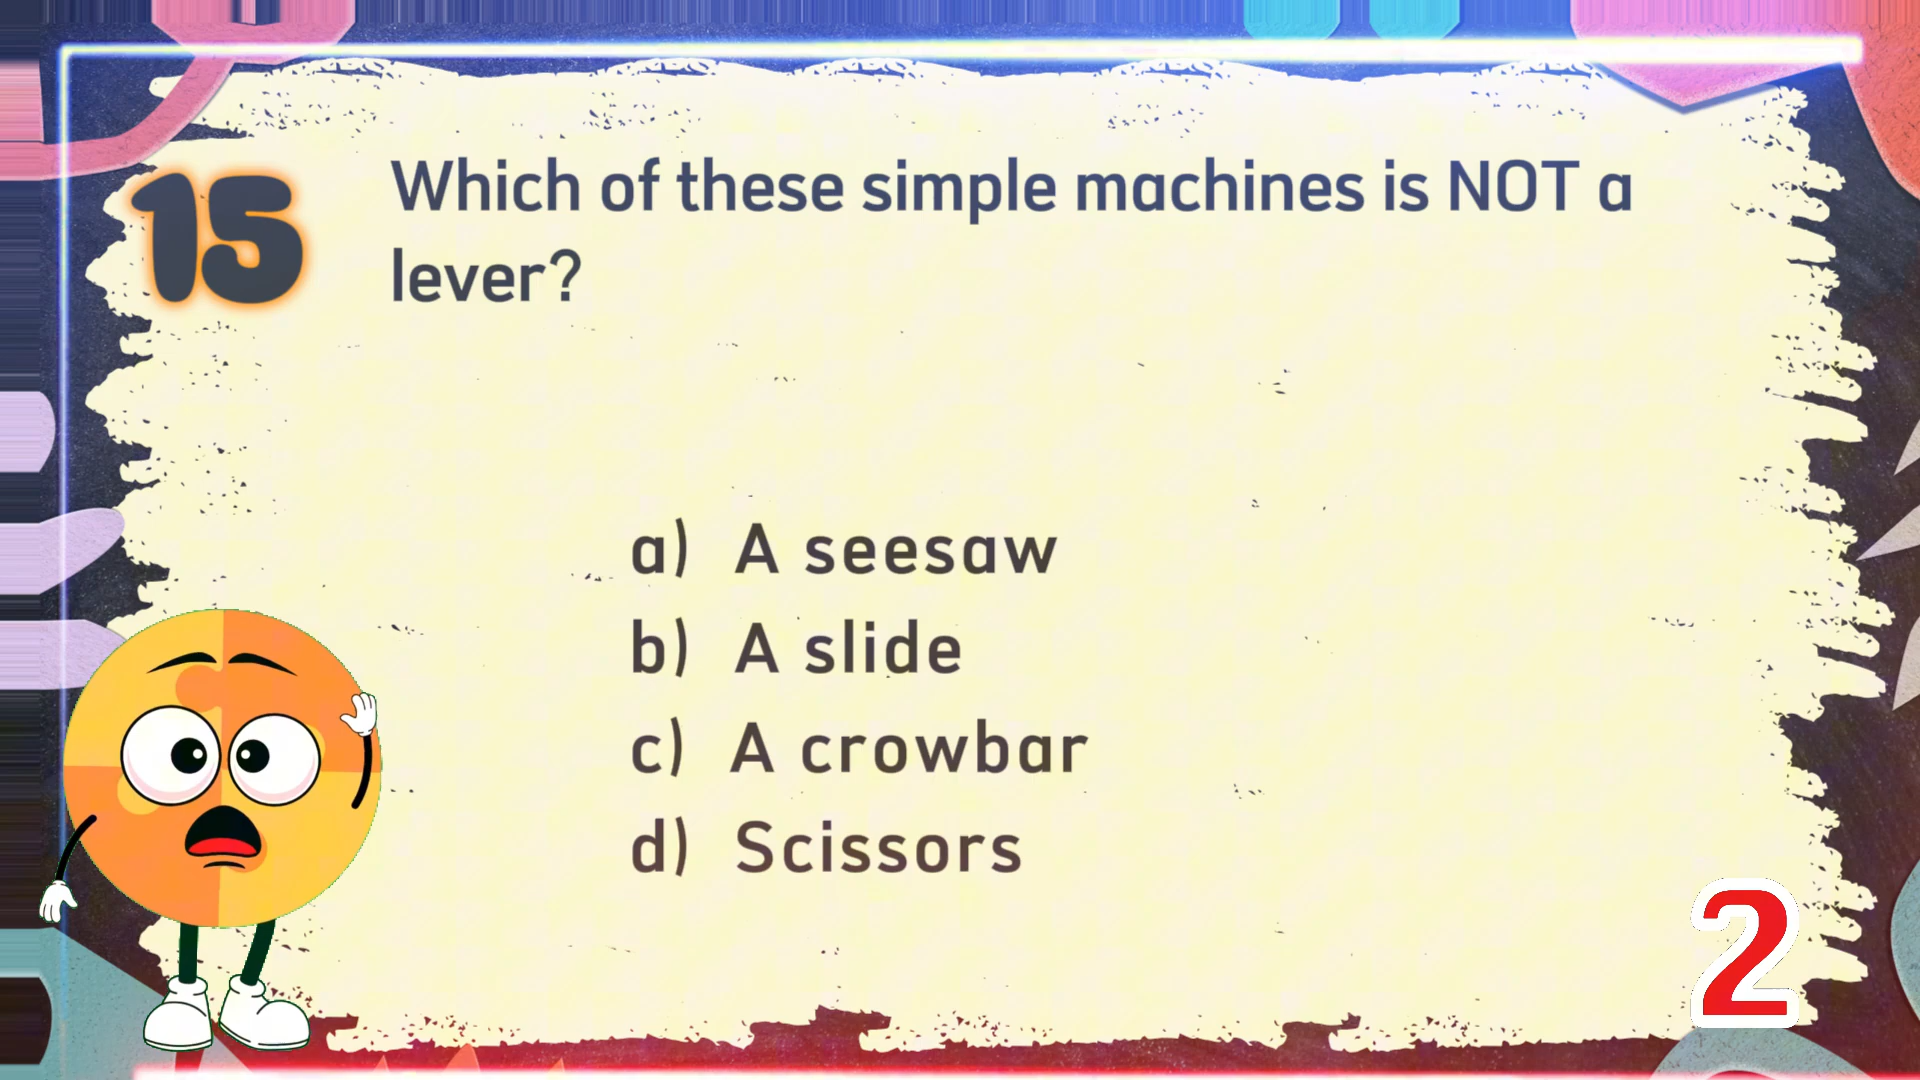 15
Which of these simple machines is NOT a
lever?
a) A seesaw
b) A slide
c) A crowbar
d) Scissors
2